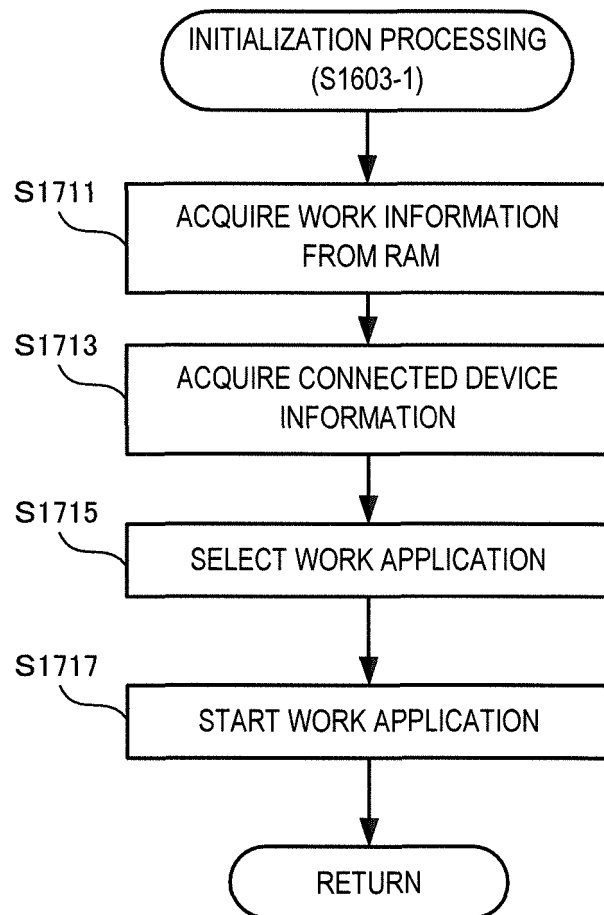 INITIALIZATION PROCESSING
(S1603-1)
S1711
ACQUIRE WORK INFORMATION
FROM RAM
S1713
ACQUIRE CONNECTED DEVICE
INFORMATION
S1715
SELECT WORK APPLICATION
S1717
START WORK APPLICATION
RETURN